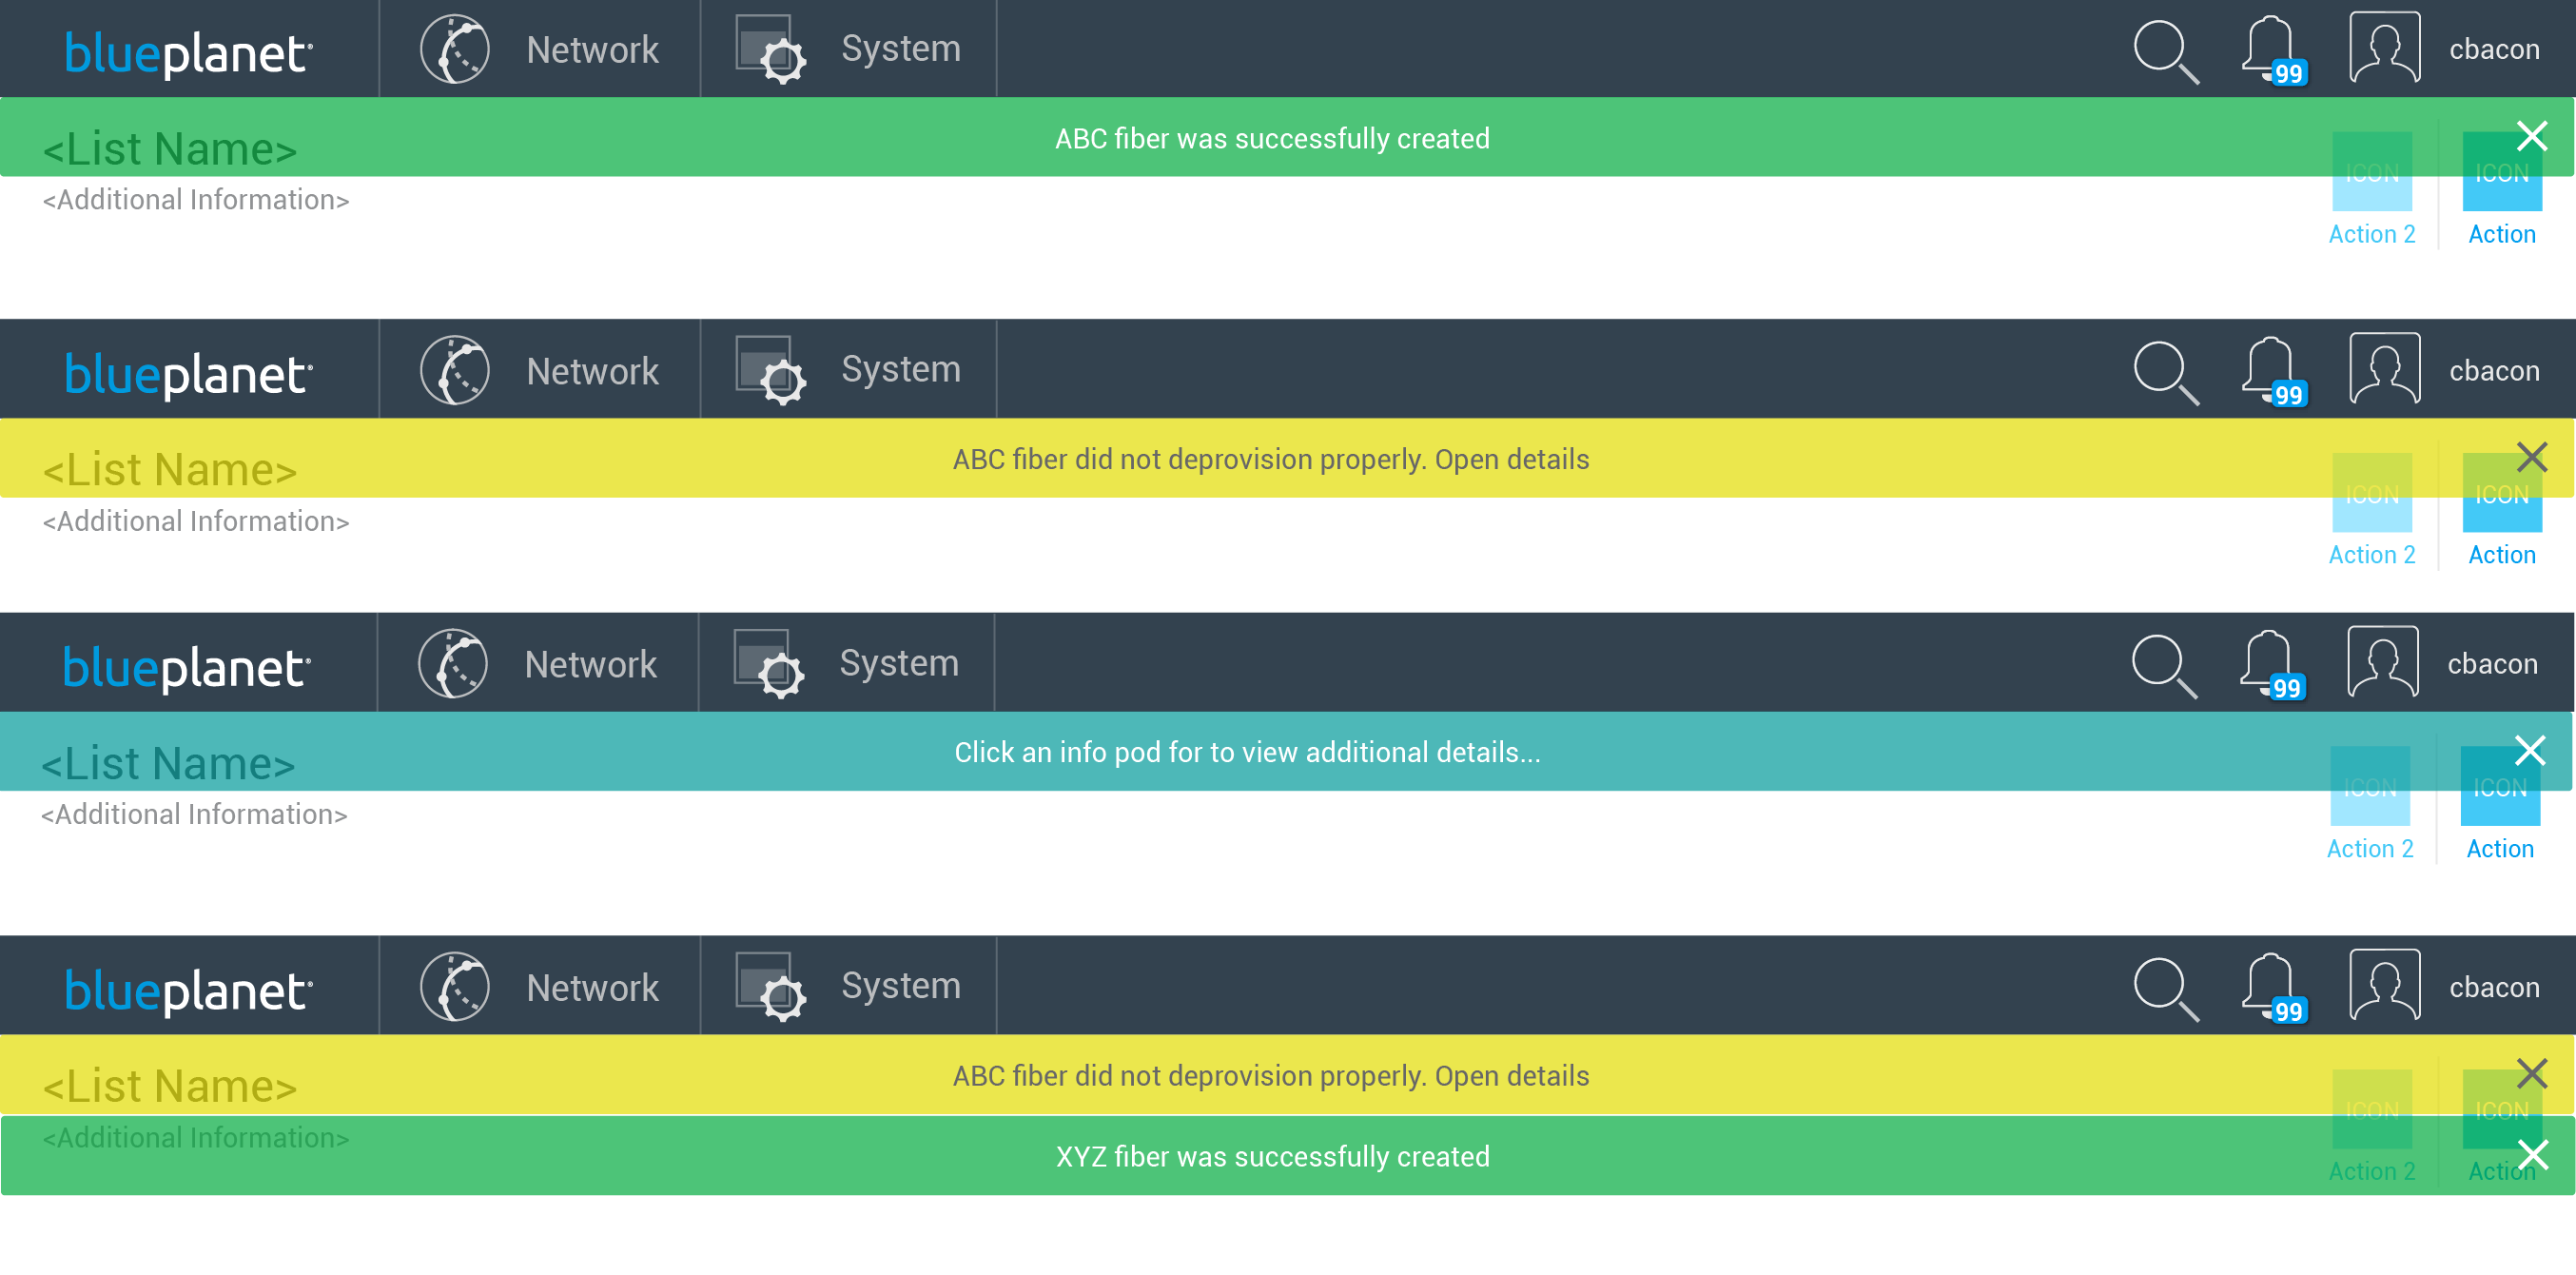 blueplanet® Network System 99 cbacon
<List Name> ABC fiber was successfully created
ICON ICON
<Additional Information>
Action 2 Action
blueplanet® Network System 99 cbacon
<List Name> ABC fiber did not deprovision properly. Open details
ICON ICON
<Additional Information>
Action 2 Action
blueplanet® Network System 99 cbacon
<List Name> Click an info pod for to view additional details...
ICON ICON
<Additional Information>
Action 2 Action
blueplanet® Network System 99 cbacon
<List Name> ABC fiber did not deprovision properly. Open details
ICON ICON
<Additional Information>
XYZ fiber was successfully created
Action 2 Action